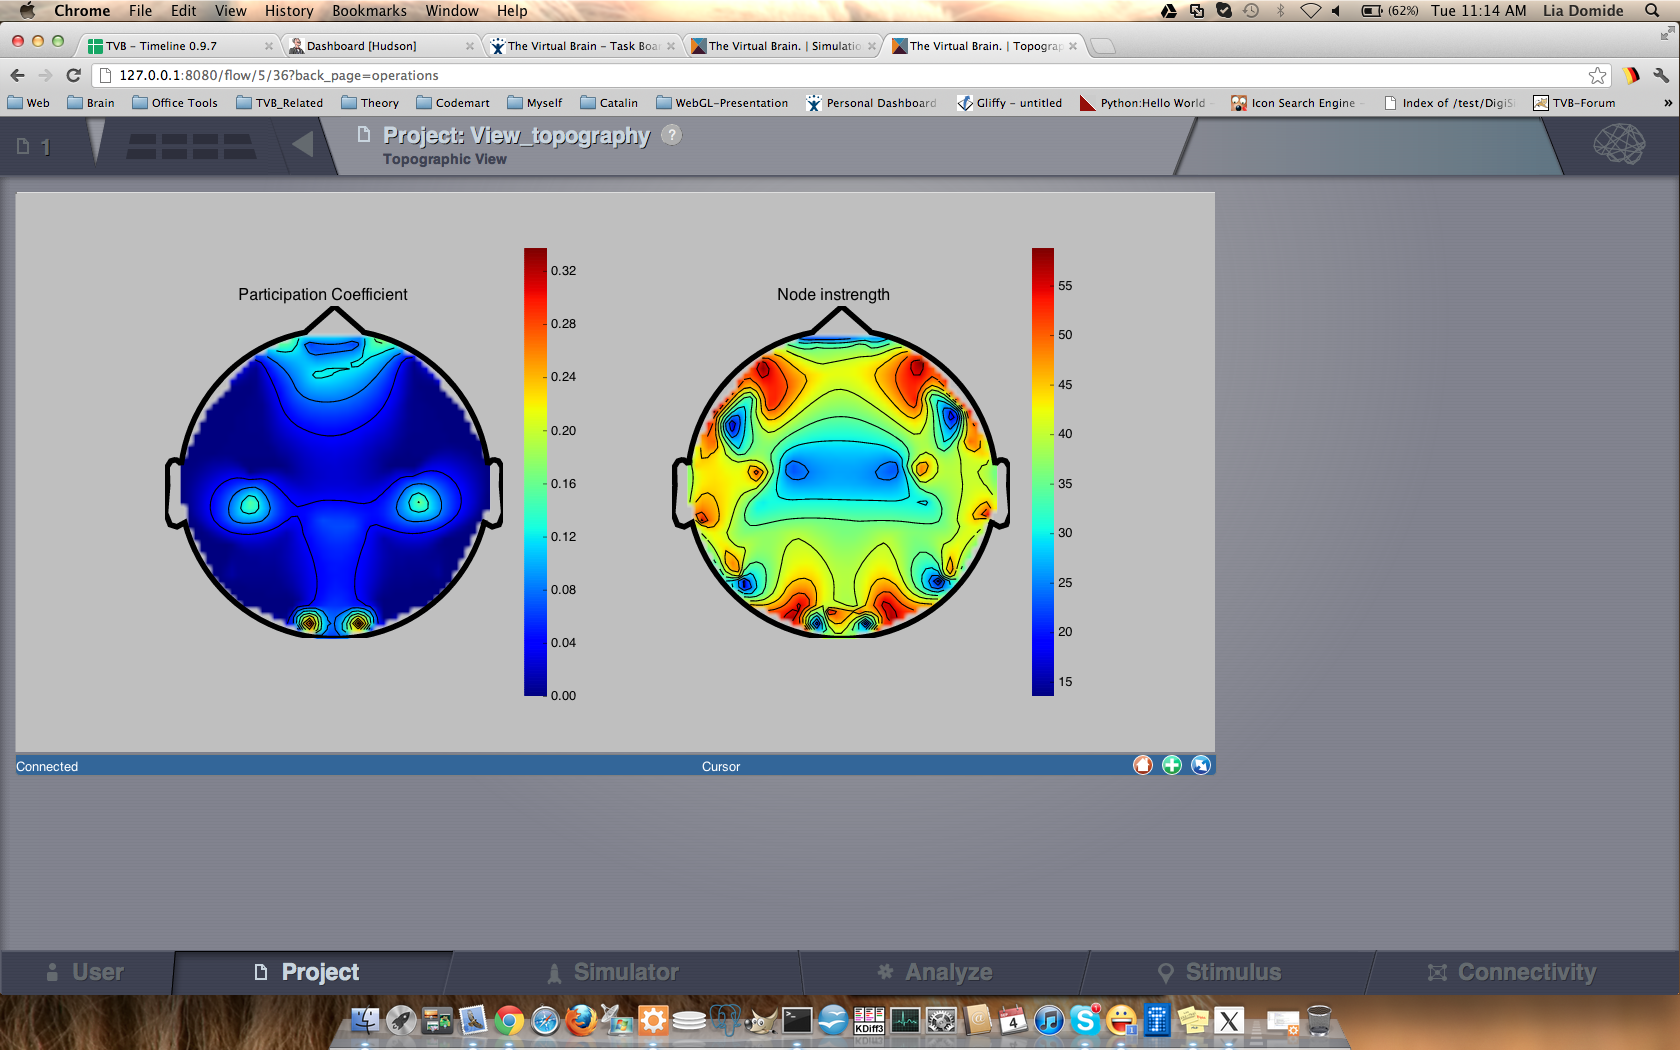 Chrome File Edit View History Bookmarks Window Help (62%) Tue 11:14 AM Lia Domide
TVB - Timeline 0.9.7 Dashboard [Hudson] The Virtual Brain - Task Boa The Virtual Brain. | Simulatio The Virtual Brain. | Topograp
127.0.0.1:8080/flow/5/36?back_page=operations
Web Brain Office Tools TVB_Related Theory Codemart Myself Catalin WebGL-Presentation Personal Dashboard Gliffy - untitled Python:Hello World - Icon Search Engine - Index of /test/DigiS TVB-Forum »
1 Project: View_topography ?
Topographic View
Participation Coefficient
0.32
0.28
0.24
0.20
0.16
0.12
0.08
0.04
0.00
Node instrength
55
50
45
40
35
30
25
20
15
Connected Cursor
User Project Simulator Analyze Stimulus Connectivity
KDiff3
4
1
1
X